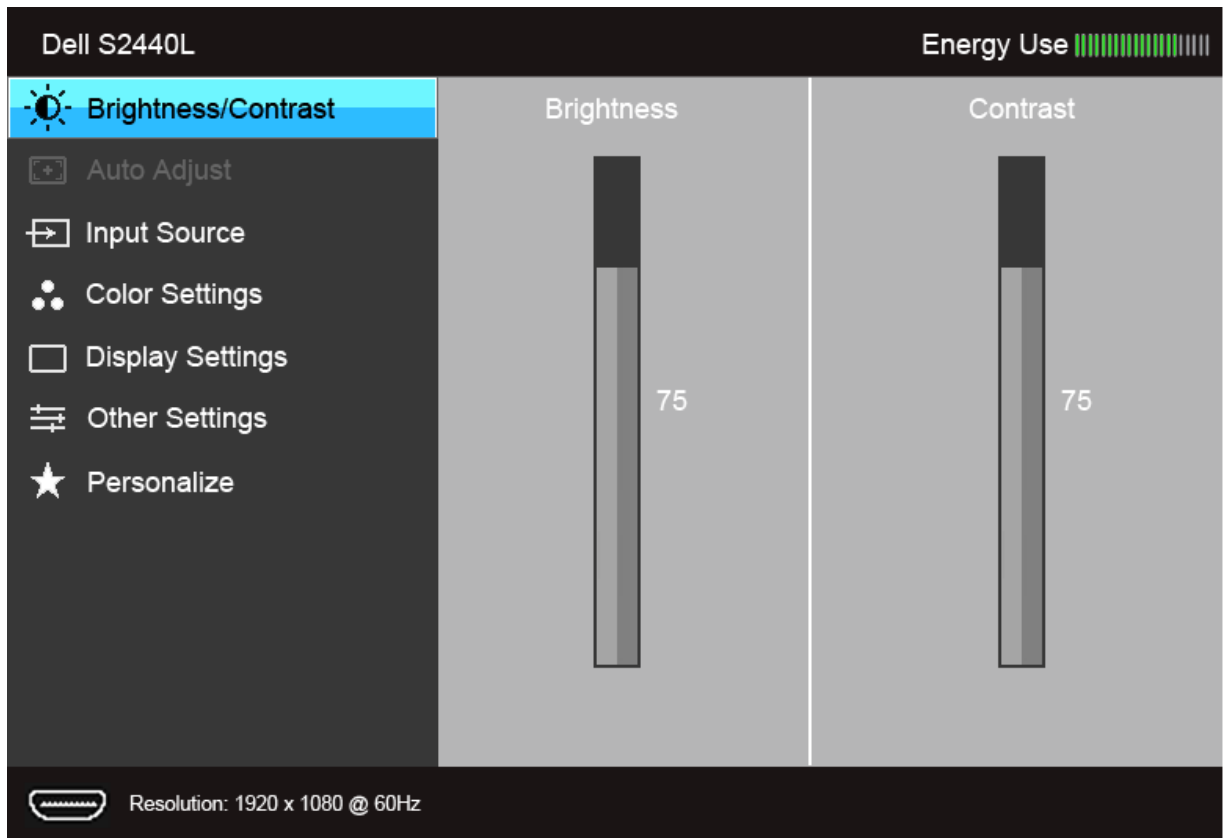 Dell S2440L
Energy Use
Brightness/Contrast
Auto Adjust
Input Source
Color Settings
Display Settings
Other Settings
Personalize
Brightness
75
Contrast
75
Resolution: 1920 x 1080 @ 60Hz